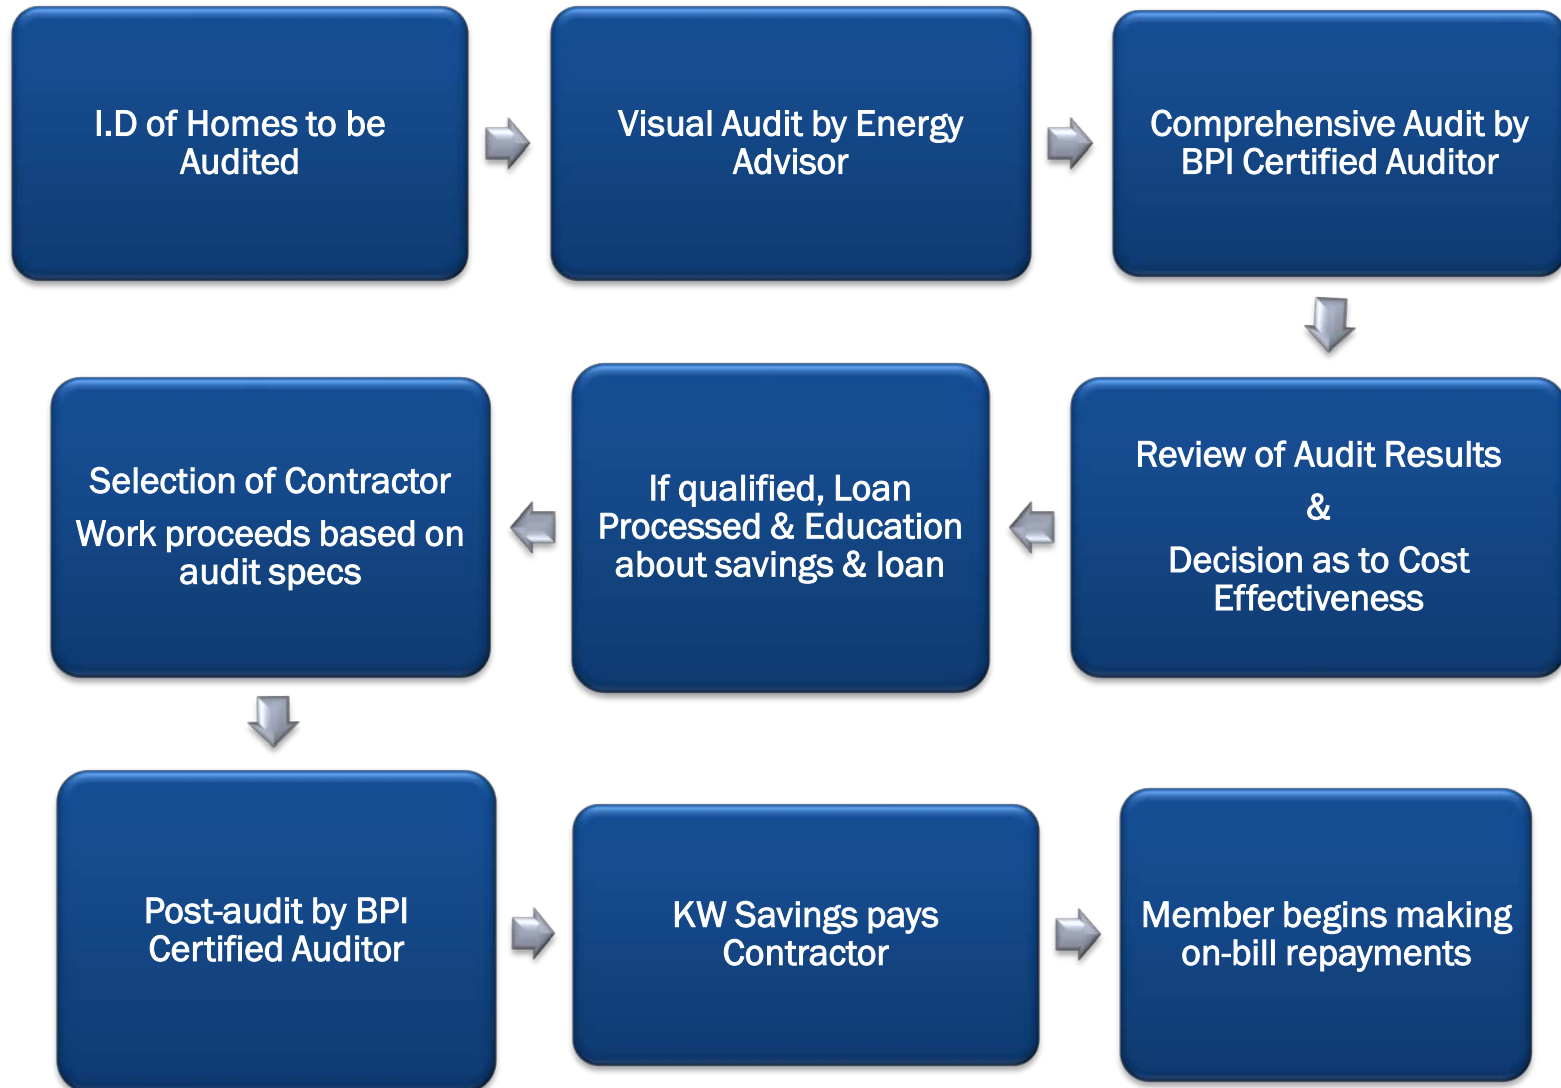 I.D of Homes to be
Audited
Visual Audit by Energy
Advisor
Comprehensive Audit by
BPI Certified Auditor
Review of Audit Results
&
Decision as to Cost
Effectiveness
If qualified, Loan
Processed & Education
about savings & loan
Selection of Contractor
Work proceeds based on
audit specs
Post-audit by BPI
Certified Auditor
KW Savings pays
Contractor
Member begins making
on-bill repayments